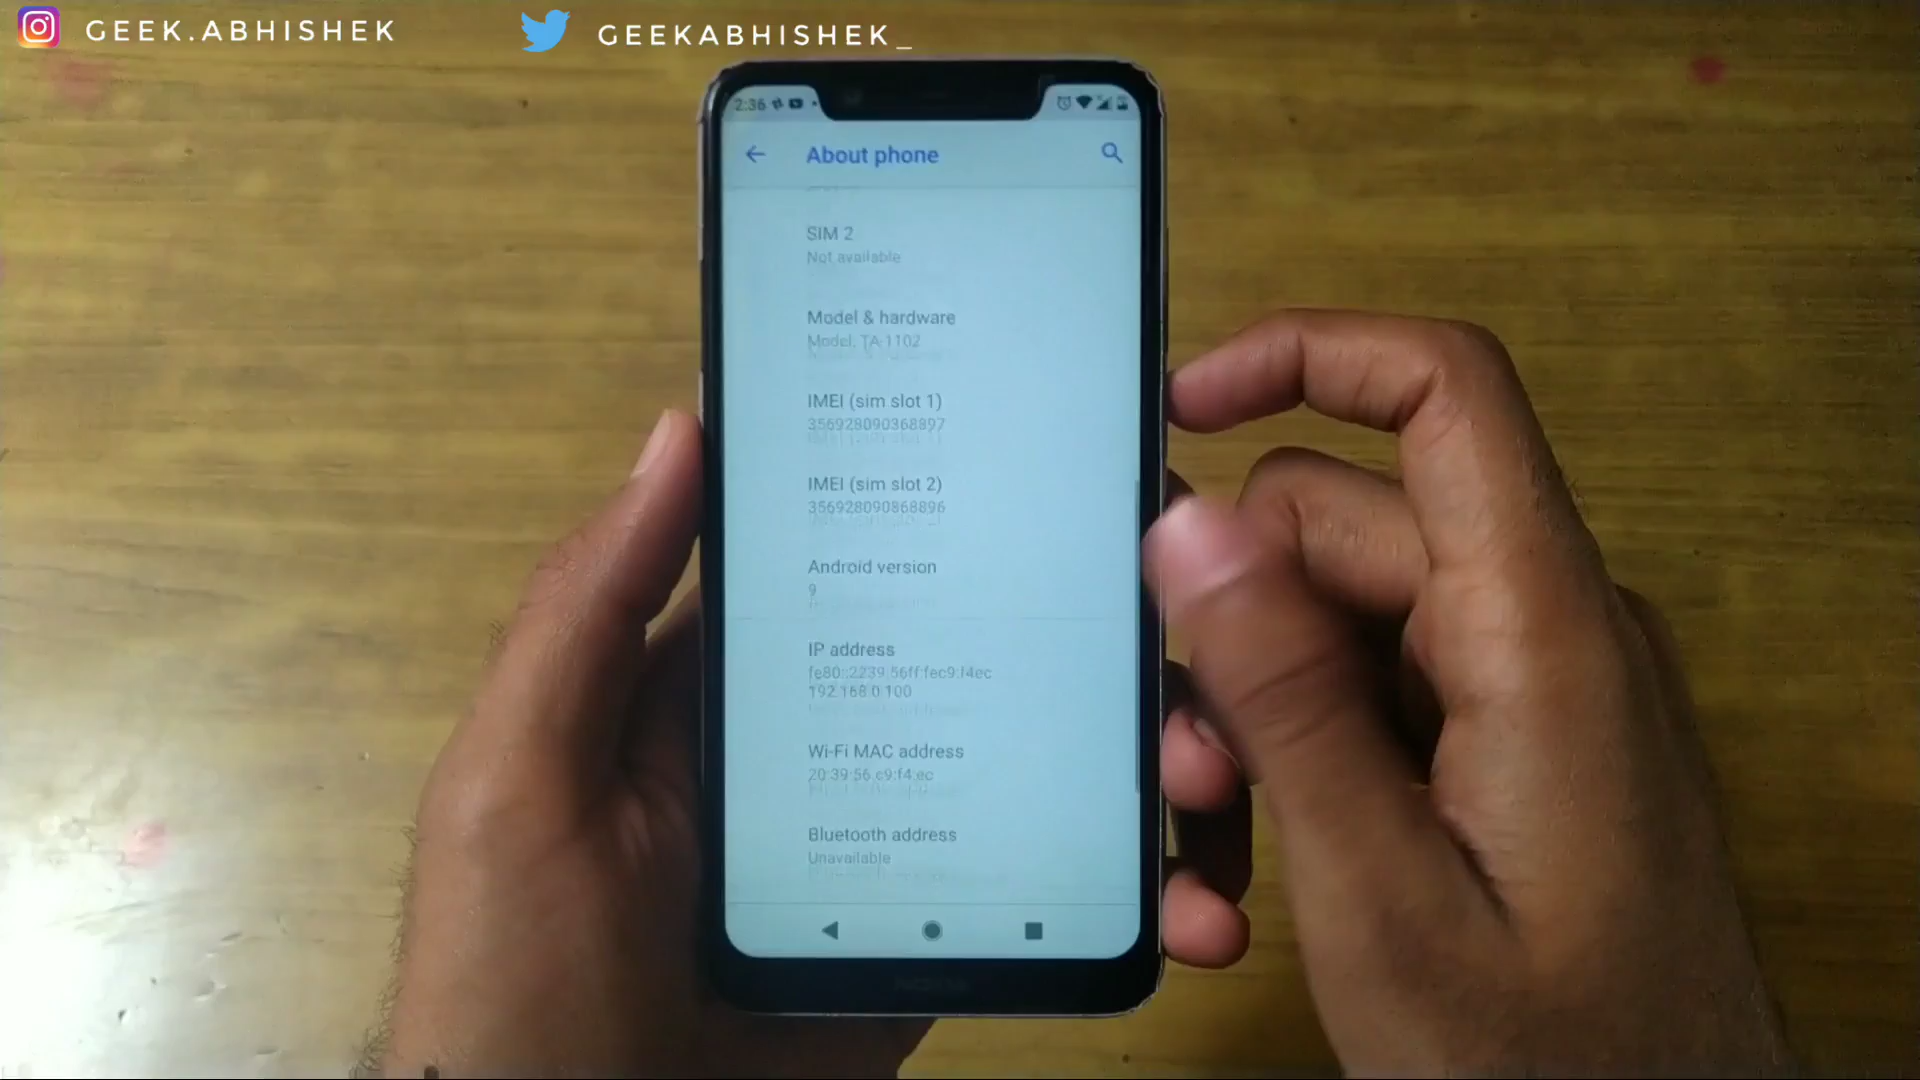 GEEK.ABHISHEK
GEEKABHISHEK_
2:36
About phone
SIM 2
Not available
Model & hardware
Model: TA-1102
IMEI (sim slot 1)
356928090368897
IMEI (sim slot 2)
356928090868896
Android version
9
IP address
fe80::2239:56ff:fec9:f4ec
192.168.0.100
Wi-Fi MAC address
20:39:56:c9:f4:ec
Bluetooth address
Unavailable